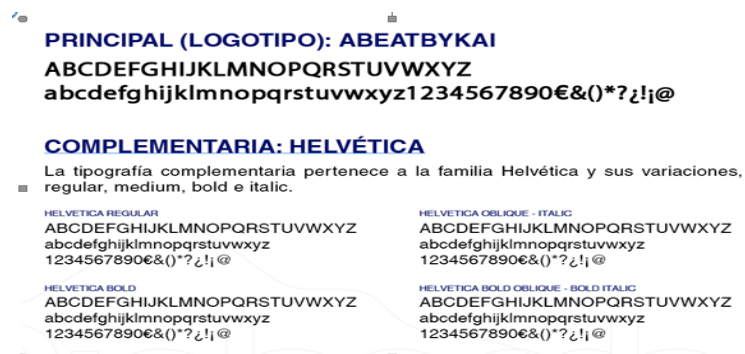 PRINCIPAL (LOGOTIPO): ABEATBYKAI
ABCDEFGHIJKLMNOPQRSTUVWXYZ
abcdefghijklmnopqrstuvwxyz1234567890€&()*?¿!¡@
COMPLEMENTARIA: HELVÉTICA
La tipografía complementaria pertenece a la familia Helvética y sus variaciones,
regular, medium, bold e italic.
HELVETICA REGULAR
ABCDEFGHIJKLMNOPQRSTUVWXYZ
abcdefghijklmnopqrstuvwxyz
1234567890€&()*?¿!¡@
HELVETICA OBLIQUE - ITALIC
ABCDEFGHIJKLMNOPQRSTUVWXYZ
abcdefghijklmnopqrstuvwxyz
1234567890€&()*?¿!¡@
HELVETICA BOLD
ABCDEFGHIJKLMNOPQRSTUVWXYZ
abcdefghijklmnopqrstuvwxyz
1234567890€&()*?¿!¡@
HELVETICA BOLD OBLIQUE - BOLD ITALIC
ABCDEFGHIJKLMNOPQRSTUVWXYZ
abcdefghijklmnopqrstuvwxyz
1234567890€&()*?¿!¡@